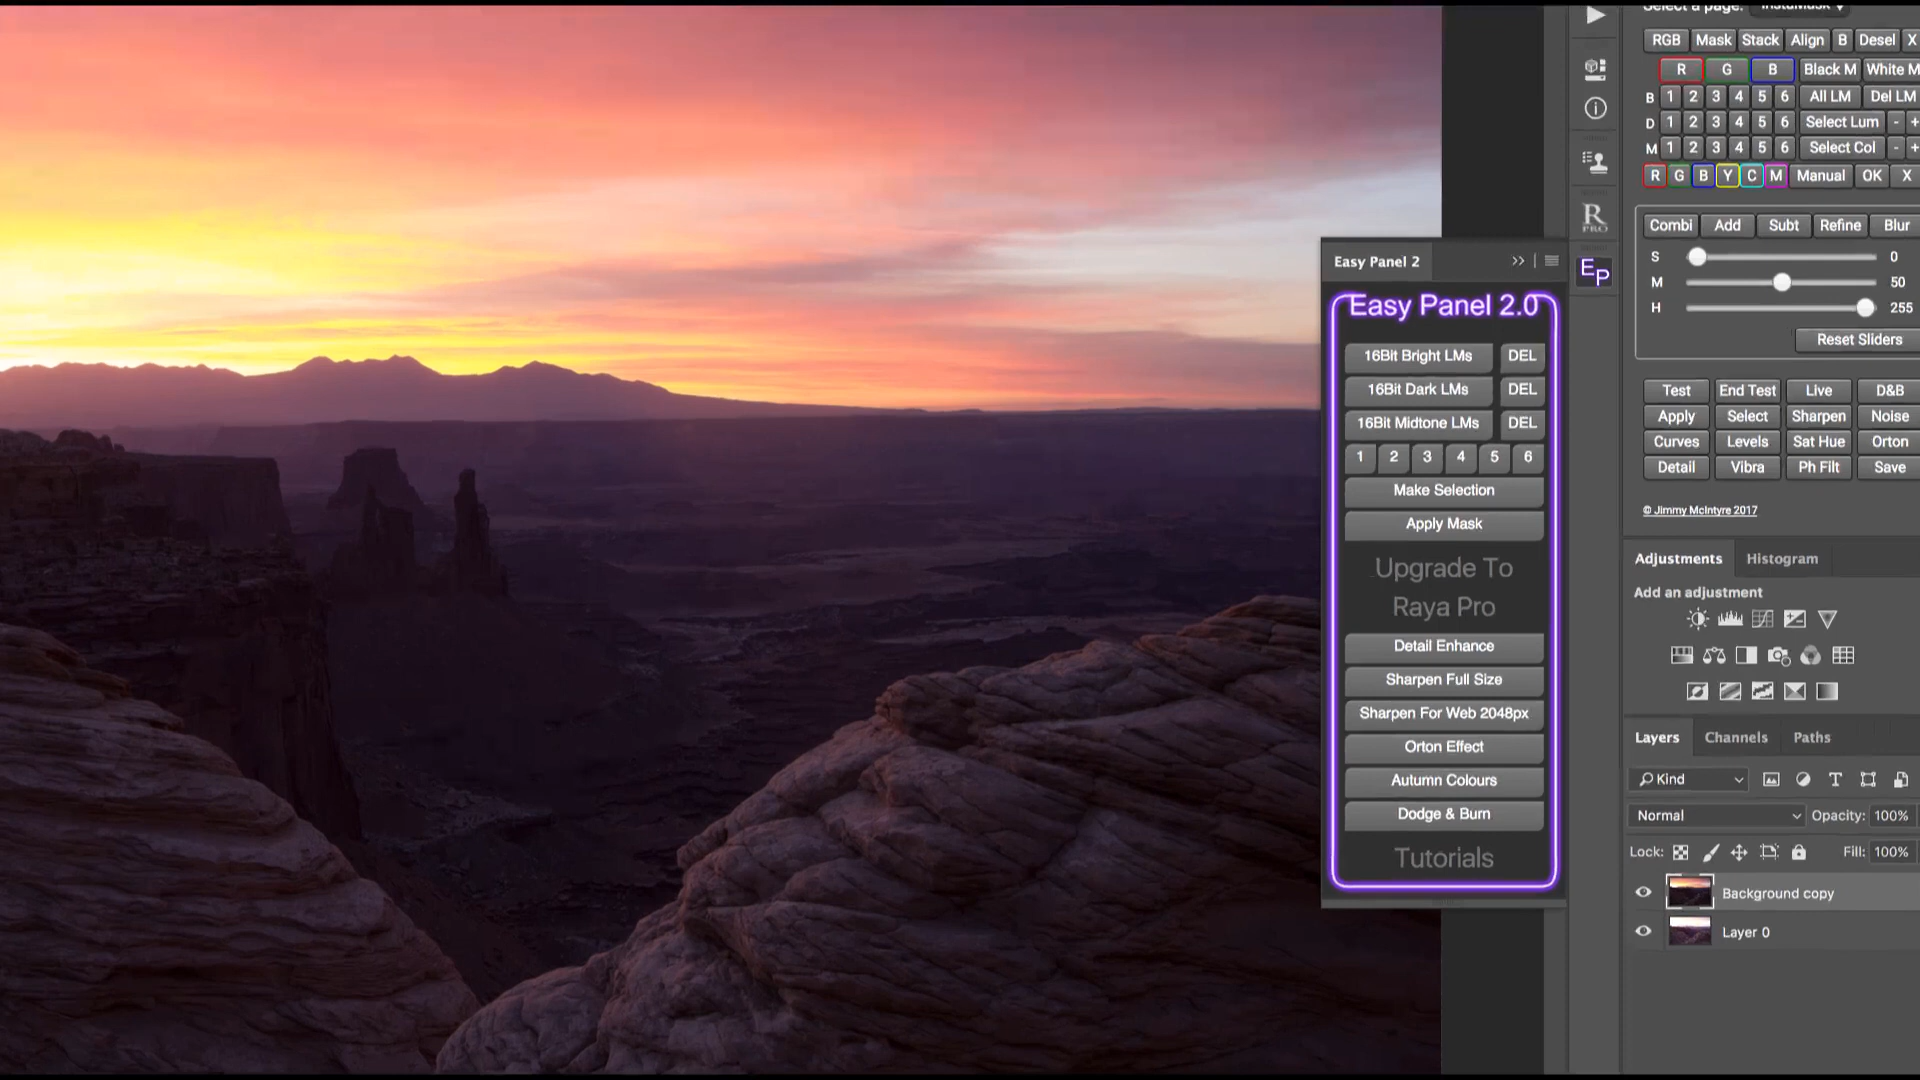 Select a page: InstaMask
RGB Mask Stack Align B Desel X
R G B Black M White M
B 1 2 3 4 5 6 All LM Del LM
D 1 2 3 4 5 6 Select Lum - +
M 1 2 3 4 5 6 Select Col - +
R G B Y C M Manual OK X
Combi Add Subt Refine Blur
S 0
M 50
H 255
Reset Sliders
Test End Test Live D&B
Apply Select Sharpen Noise
Curves Levels Sat Hue Orton
Detail Vibra Ph Filt Save
© Jimmy McIntyre 2017
R
PRO
EP
Easy Panel 2
Easy Panel 2.0
16Bit Bright LMs DEL
16Bit Dark LMs DEL
16Bit Midtone LMs DEL
1 2 3 4 5 6
Make Selection
Apply Mask
Upgrade To
Raya Pro
Detail Enhance
Sharpen Full Size
Sharpen For Web 2048px
Orton Effect
Autumn Colours
Dodge & Burn
Tutorials
Adjustments Histogram
Add an adjustment
Layers Channels Paths
Kind
Normal Opacity: 100%
Lock: Fill: 100%
Background copy
Layer 0